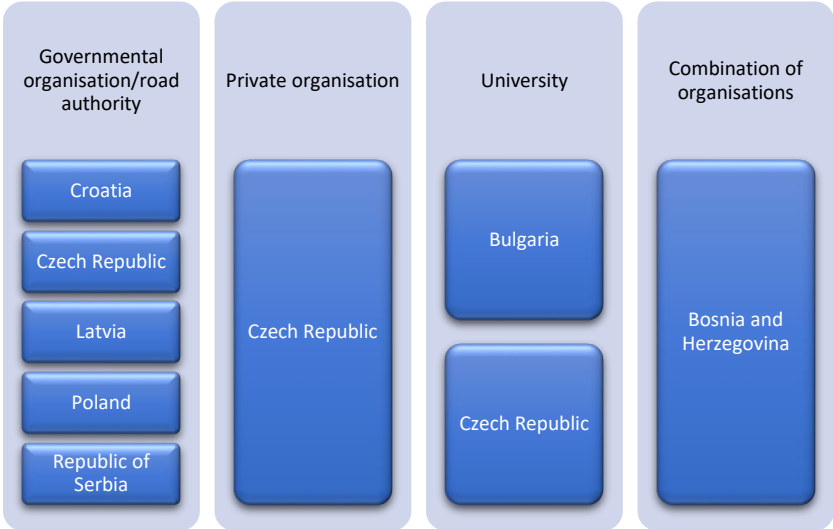 Governmental
organisation/road
authority
Croatia
Czech Republic
Latvia
Poland
Republic of
Serbia
Private organisation
Czech Republic
University
Bulgaria
Czech Republic
Combination of
organisations
Bosnia and
Herzegovina